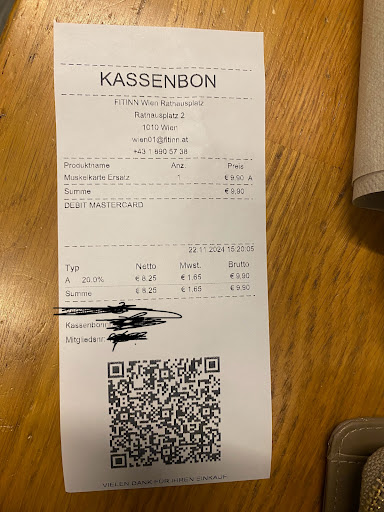 KASSENBON
FITINN Wien Rathausplatz
Rathausplatz 2
1010 Wien
wien01@fitinn.at
+43 1 890 57 38
Produktname Anz. Preis
Muskelkarte Ersatz 1 € 9.90 A
Summe € 9.90
DEBIT MASTERCARD
22.11.2024 15:20:05
Typ Netto Mwst. Brutto
A 20.0% € 8.25 € 1.65 € 9.90
Summe € 8.25 € 1.65 € 9.90
Kassenbonnr
Mitgliedsnr.
VIELEN DANK FÜR IHREN EINKAUF